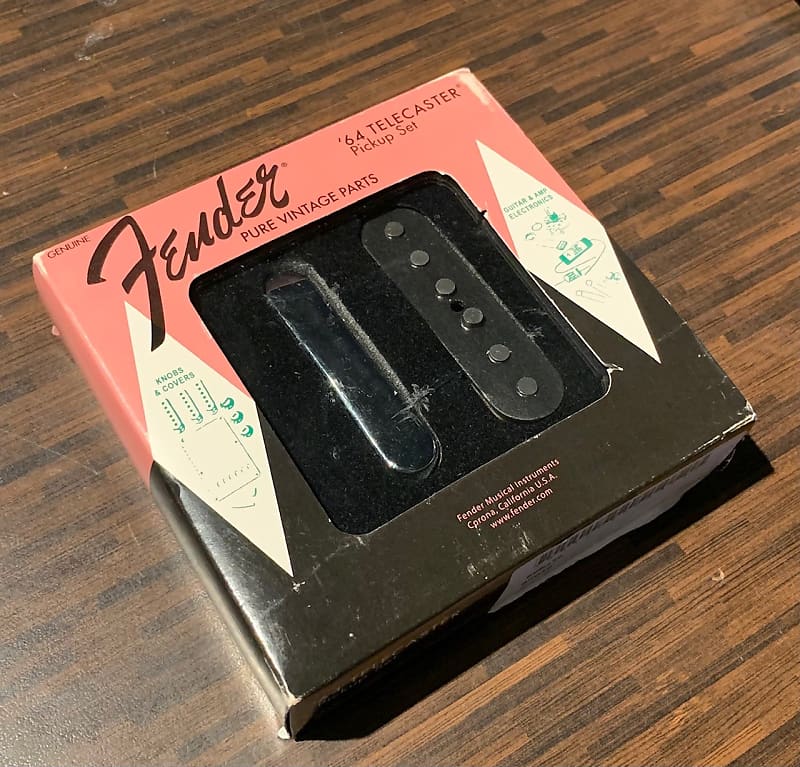 GENUINE
Fender®
PURE VINTAGE PARTS
'64 TELECASTER®
Pickup Set
GUITAR & AMP
ELECTRONICS
KNOBS
& COVERS
Fender Musical Instruments
Corona, California U.S.A.
www.fender.com